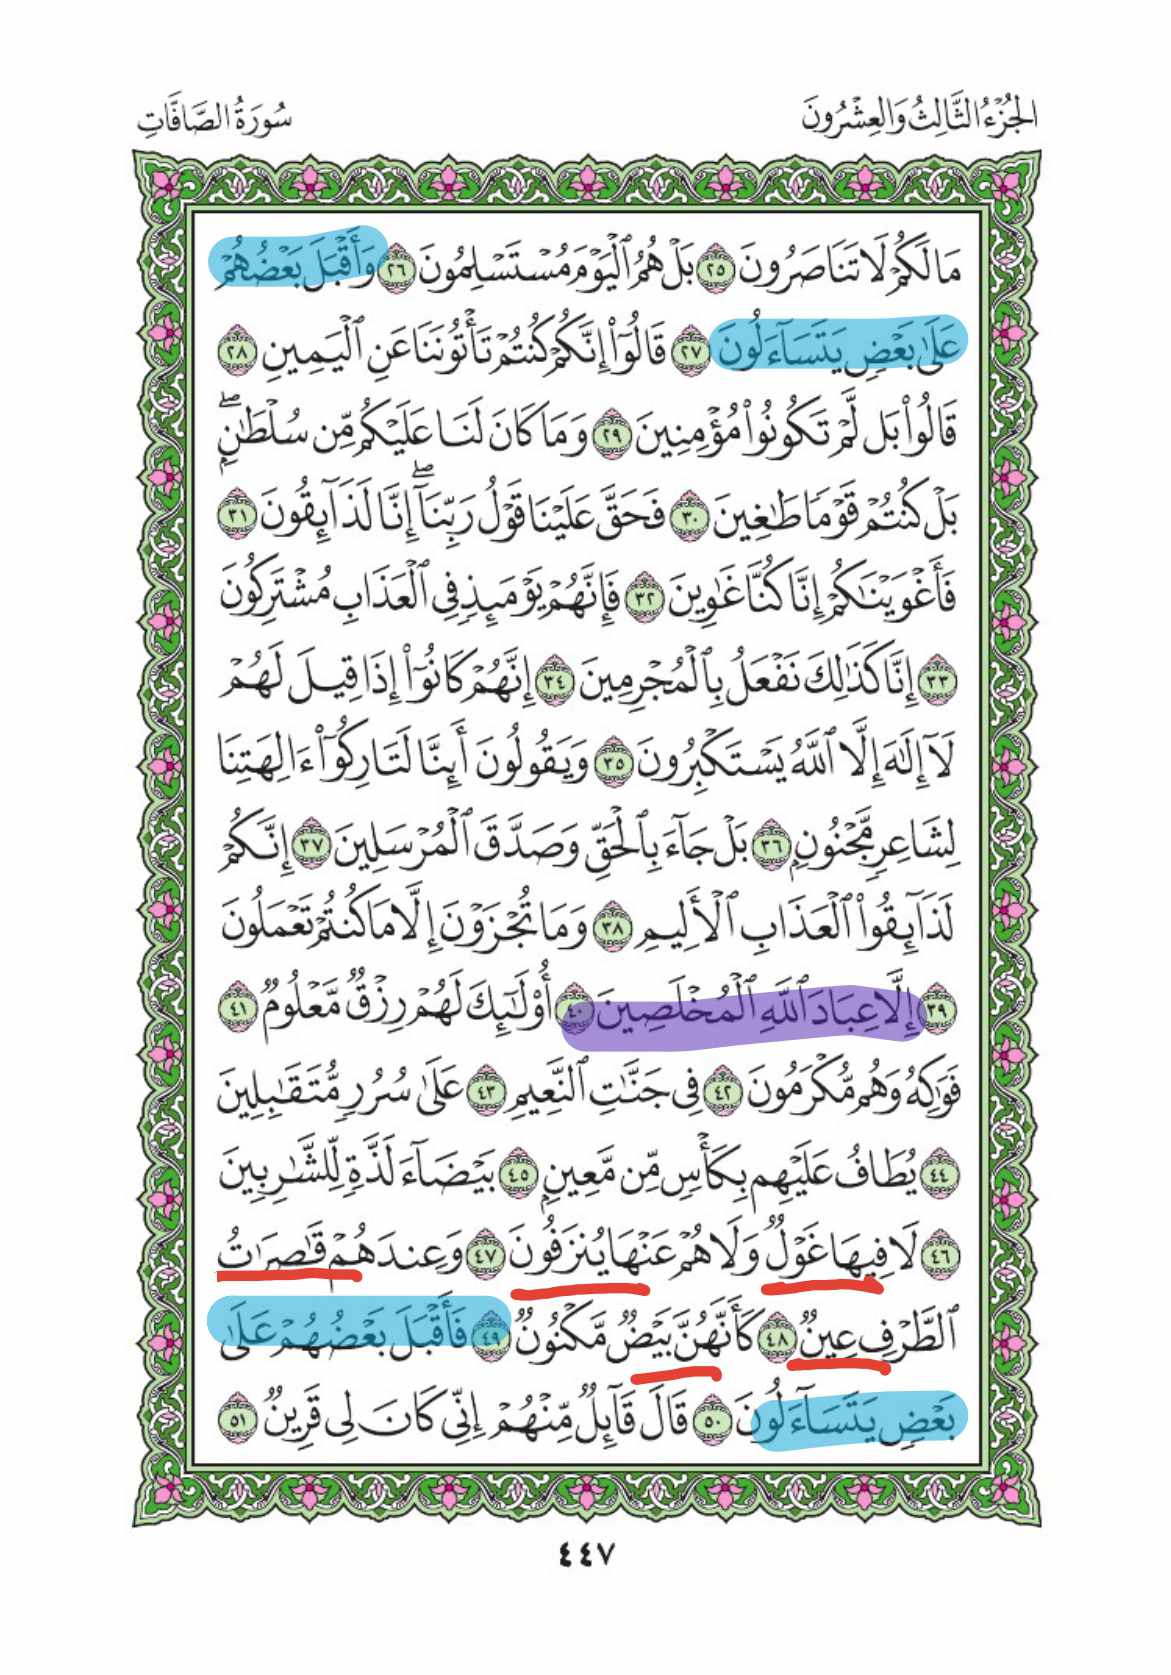 الجُزْءُ الثَّالِثُ وَالعِشْرُونَ
سُورَةُ الصَّافَّاتِ
مَا لَكُمْ لَا تَنَاصَرُونَ ٢٥ بَلْ هُمُ ٱلْيَوْمَ مُسْتَسْلِمُونَ ٢٦ وَأَقْبَلَ بَعْضُهُمْ
عَلَىٰ بَعْضٍ يَتَسَآءَلُونَ ٢٧ قَالُوٓا۟ إِنَّكُمْ كُنتُمْ تَأْتُونَنَا عَنِ ٱلْيَمِينِ ٢٨
قَالُوا۟ بَل لَّمْ تَكُونُوا۟ مُؤْمِنِينَ ٢٩ وَمَا كَانَ لَنَا عَلَيْكُم مِّن سُلْطَـٰنٍۭ ۖ
بَلْ كُنتُمْ قَوْمًا طَـٰغِينَ ٣٠ فَحَقَّ عَلَيْنَا قَوْلُ رَبِّنَآ ۖ إِنَّا لَذَآئِقُونَ ٣١
فَأَغْوَيْنَـٰكُمْ إِنَّا كُنَّا غَـٰوِينَ ٣٢ فَإِنَّهُمْ يَوْمَئِذٍ فِى ٱلْعَذَابِ مُشْتَرِكُونَ
٣٣ إِنَّا كَذَٰلِكَ نَفْعَلُ بِٱلْمُجْرِمِينَ ٣٤ إِنَّهُمْ كَانُوٓا۟ إِذَا قِيلَ لَهُمْ
لَآ إِلَـٰهَ إِلَّا ٱللَّهُ يَسْتَكْبِرُونَ ٣٥ وَيَقُولُونَ أَئِنَّا لَتَارِكُوٓا۟ ءَالِهَتِنَا
لِشَاعِرٍ مَّجْنُونٍۭ ٣٦ بَلْ جَآءَ بِٱلْحَقِّ وَصَدَّقَ ٱلْمُرْسَلِينَ ٣٧ إِنَّكُمْ
لَذَآئِقُوا۟ ٱلْعَذَابِ ٱلْأَلِيمِ ٣٨ وَمَا تُجْزَوْنَ إِلَّا مَا كُنتُمْ تَعْمَلُونَ
٣٩ إِلَّا عِبَادَ ٱللَّهِ ٱلْمُخْلَصِينَ ٤٠ أُو۟لَـٰٓئِكَ لَهُمْ رِزْقٌ مَّعْلُومٌ ٤١
فَوَٰكِهُ وَهُم مُّكْرَمُونَ ٤٢ فِى جَنَّـٰتِ ٱلنَّعِيمِ ٤٣ عَلَىٰ سُرُرٍ مُّتَقَـٰبِلِينَ
٤٤ يُطَافُ عَلَيْهِم بِكَأْسٍ مِّن مَّعِينٍۭ ٤٥ بَيْضَآءَ لَذَّةٍ لِّلشَّـٰرِبِينَ
٤٦ لَا فِيهَا غَوْلٌ وَلَا هُمْ عَنْهَا يُنزَفُونَ ٤٧ وَعِندَهُمْ قَـٰصِرَٰتُ
ٱلطَّرْفِ عِينٌ ٤٨ كَأَنَّهُنَّ بَيْضٌ مَّكْنُونٌ ٤٩ فَأَقْبَلَ بَعْضُهُمْ عَلَىٰ
بَعْضٍ يَتَسَآءَلُونَ ٥٠ قَالَ قَآئِلٌ مِّنْهُمْ إِنِّى كَانَ لِى قَرِينٌ ٥١
٤٤٧